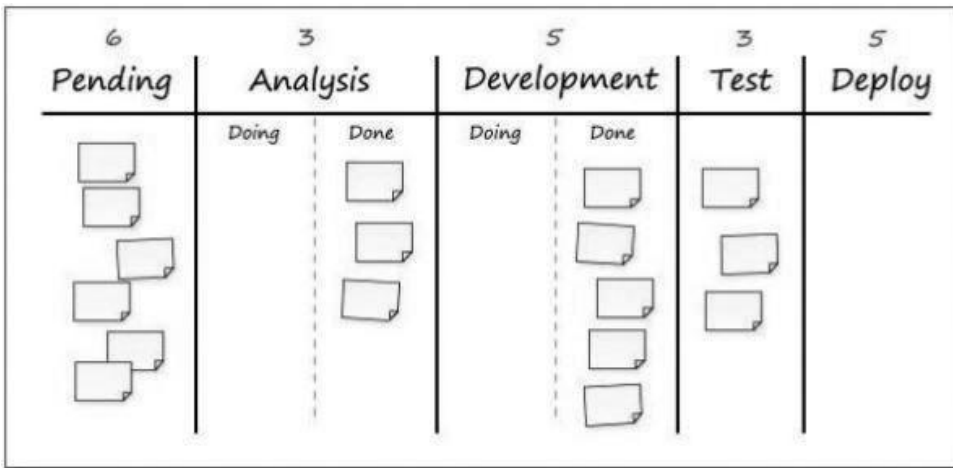 6 3 5 3 5
Pending Analysis Development Test Deploy
Doing Done Doing Done